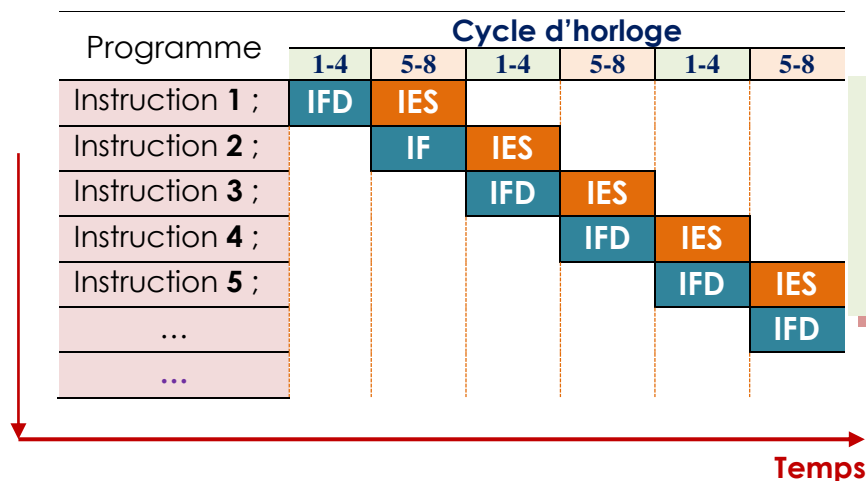 Programme Cycle d'horloge
1-4 5-8 1-4 5-8 1-4 5-8
Instruction 1 ; IFD IES
Instruction 2 ; IF IES
Instruction 3 ; IFD IES
Instruction 4 ; IFD IES
Instruction 5 ; IFD IES
… IFD
…
Temps